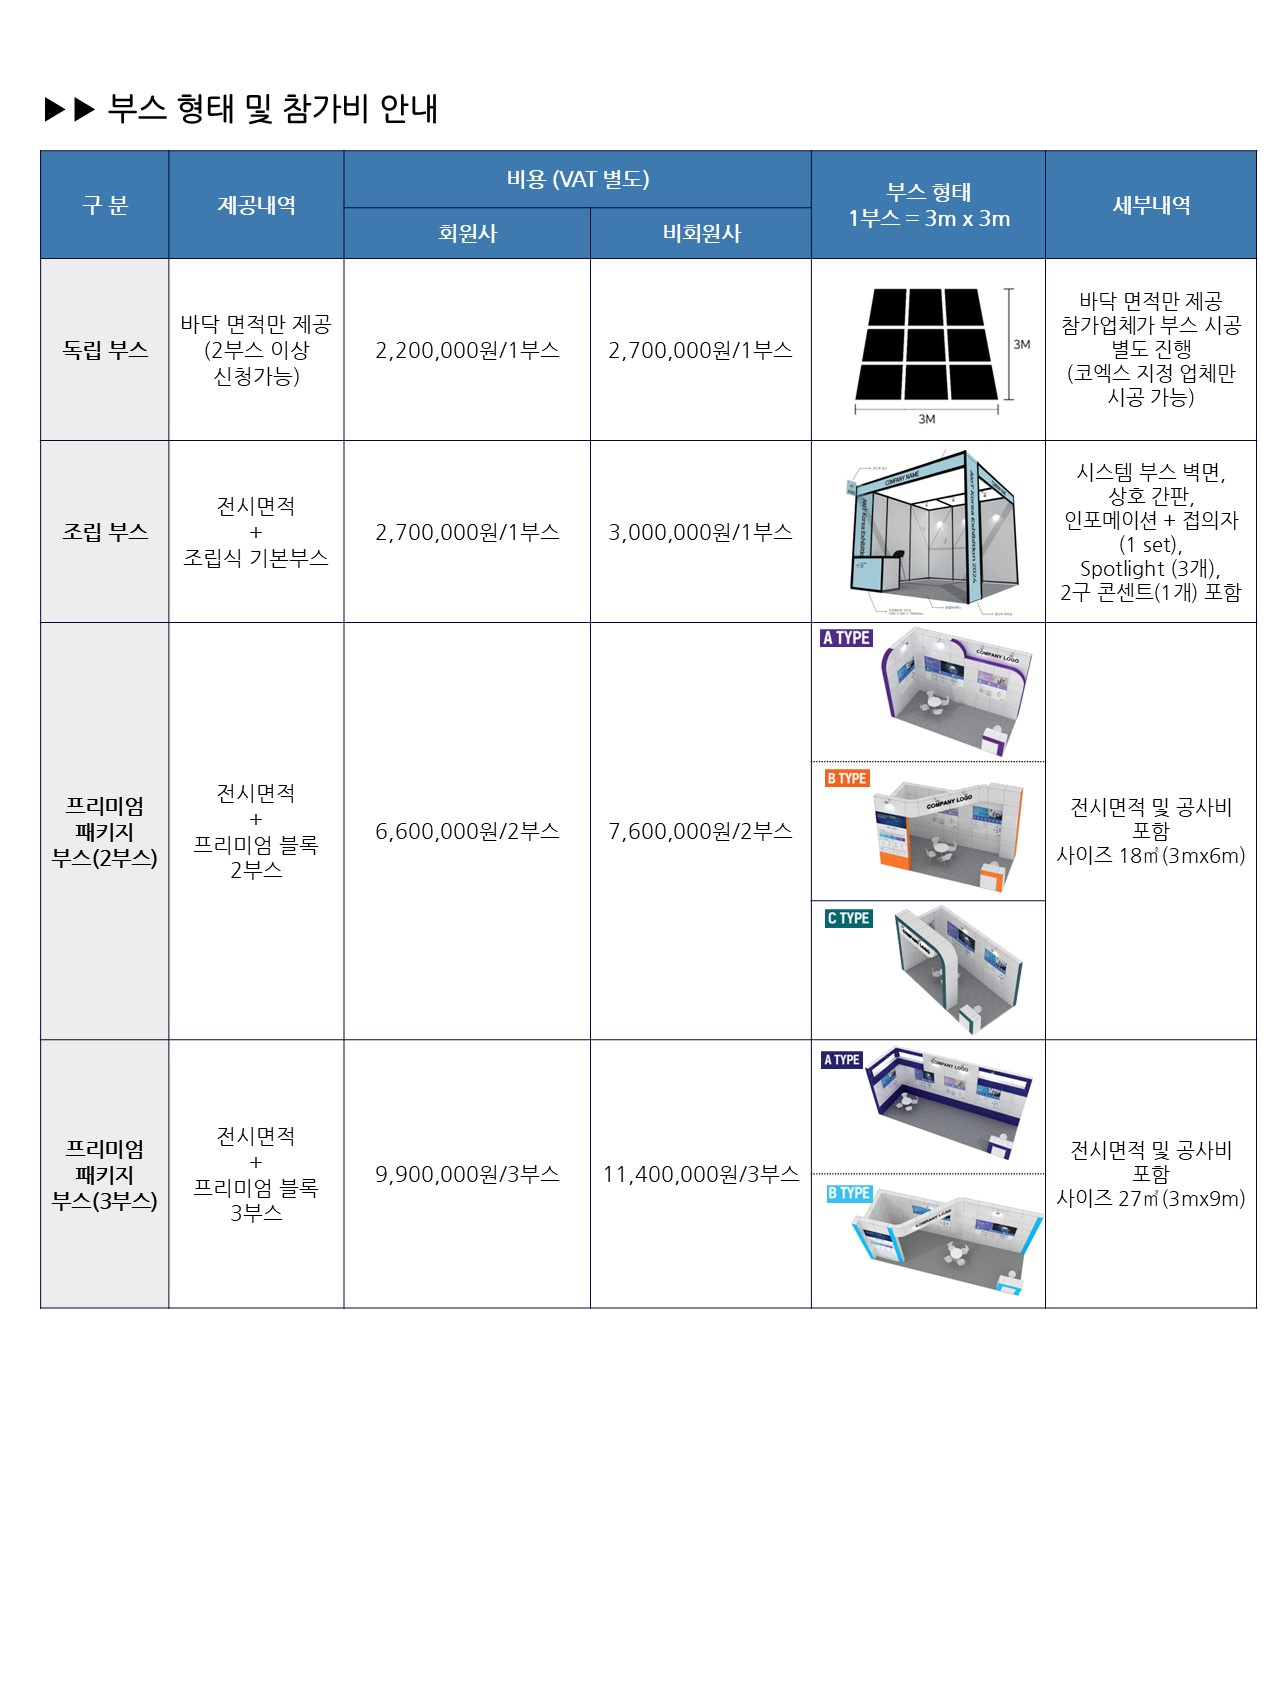 ▶▶ 부스 형태 및 참가비 안내
구 분
제공내역
비용 (VAT 별도)
회원사
비회원사
부스 형태
1부스 = 3m x 3m
세부내역
독립 부스
바닥 면적만 제공
(2부스 이상
신청가능)
2,200,000원/1부스
2,700,000원/1부스
3M
3M
바닥 면적만 제공
참가업체가 부스 시공
별도 진행
(코엑스 지정 업체만
시공 가능)
조립 부스
전시면적
+
조립식 기본부스
2,700,000원/1부스
3,000,000원/1부스
COMPANY NAME
AIoT Korea Exhibition 2024
시스템 부스 벽면,
상호 간판,
인포메이션 + 접의자
(1 set),
Spotlight (3개),
2구 콘센트(1개) 포함
프리미엄
패키지
부스(2부스)
전시면적
+
프리미엄 블록
2부스
6,600,000원/2부스
7,600,000원/2부스
A TYPE
COMPANY LOGO
B TYPE
COMPANY LOGO
C TYPE
COMPANY LOGO
전시면적 및 공사비
포함
사이즈 18㎡(3mx6m)
프리미엄
패키지
부스(3부스)
전시면적
+
프리미엄 블록
3부스
9,900,000원/3부스
11,400,000원/3부스
A TYPE
COMPANY LOGO
B TYPE
COMPANY LOGO
전시면적 및 공사비
포함
사이즈 27㎡(3mx9m)